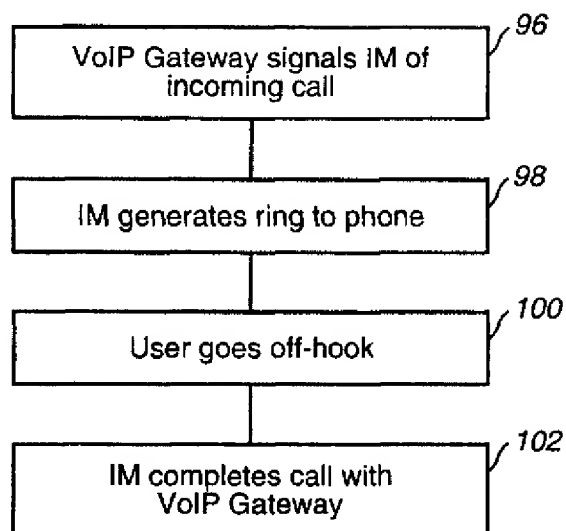 96
VoIP Gateway signals IM of
incoming call
98
IM generates ring to phone
100
User goes off-hook
102
IM completes call with
VoIP Gateway